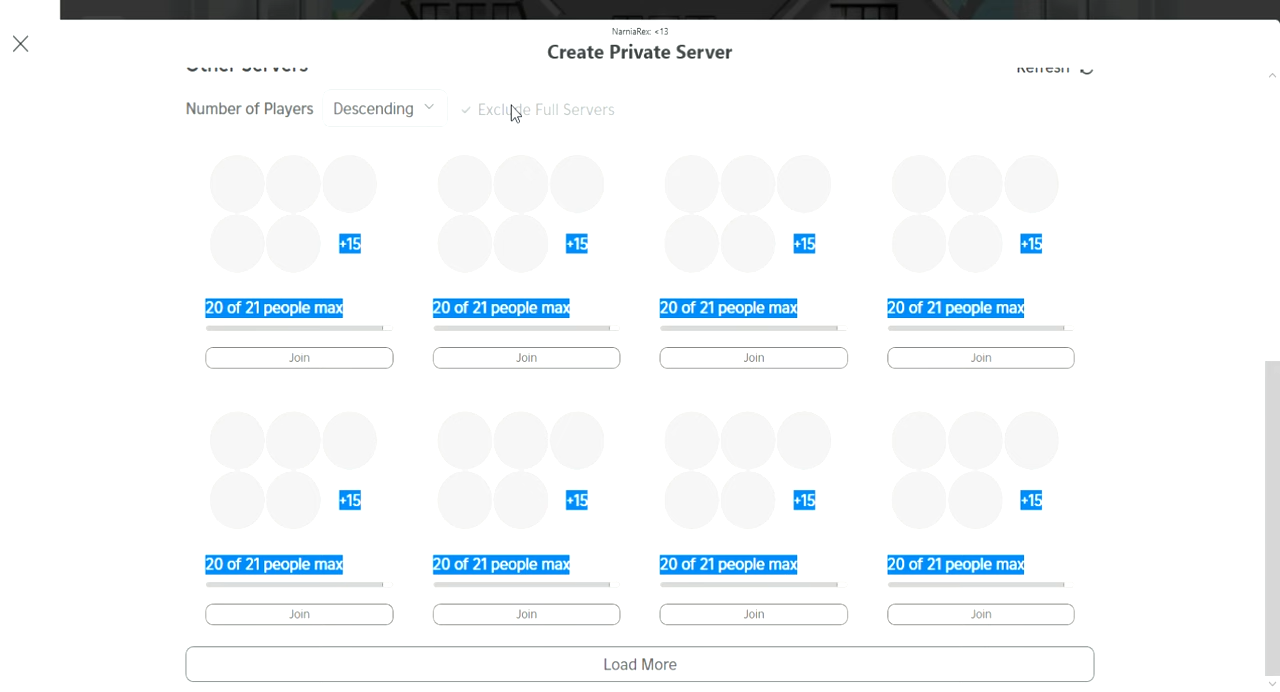 NarniaRex: <13
Create Private Server
Other Servers
Refresh
Number of Players Descending Exclude Full Servers
+15 +15 +15 +15
20 of 21 people max 20 of 21 people max 20 of 21 people max 20 of 21 people max
Join Join Join Join
+15 +15 +15 +15
20 of 21 people max 20 of 21 people max 20 of 21 people max 20 of 21 people max
Join Join Join Join
Load More